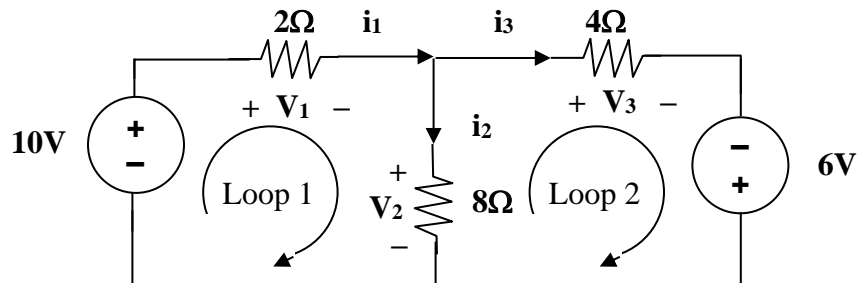 2Ω i₁ i₃ 4Ω
+ V₁ − + V₃ −
10V + − i₂ − + 6V
Loop 1 + V₂ − 8Ω Loop 2